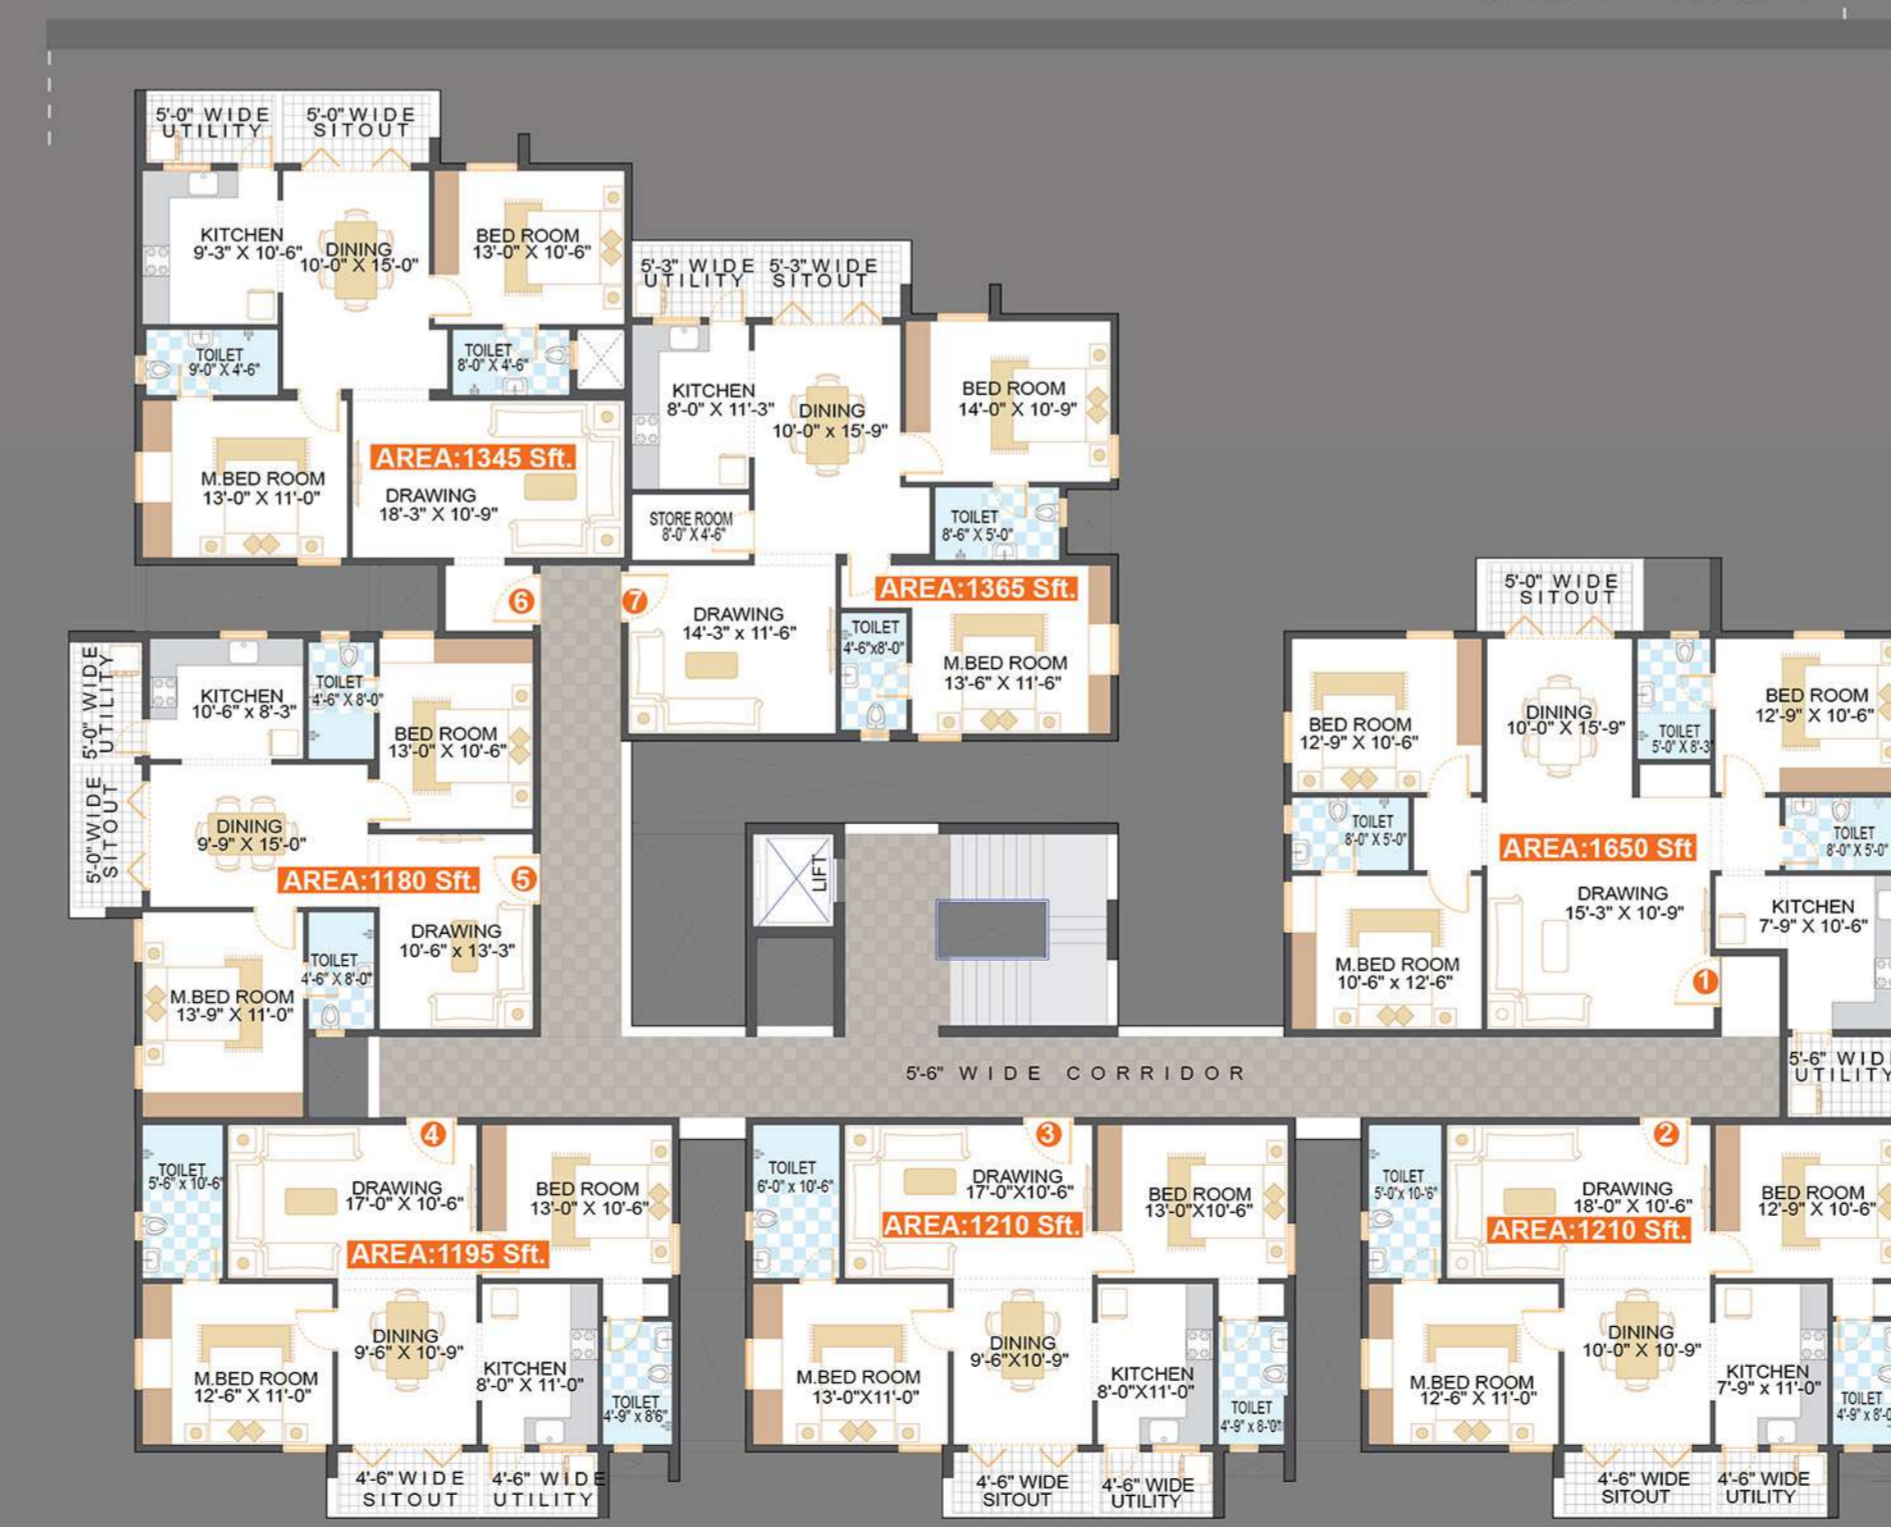 5'-0" WIDE
UTILITY
5'-0" WIDE
SITOUT
KITCHEN
9'-3" X 10'-6"
DINING
10'-0" X 15'-0"
BED ROOM
13'-0" X 10'-6"
TOILET
9'-0" X 4'-6"
TOILET
8'-0" X 4'-6"
M.BED ROOM
13'-0" X 11'-0"
AREA:1345 Sft.
DRAWING
18'-3" X 10'-9"
6
5'-3" WIDE
UTILITY
5'-3" WIDE
SITOUT
KITCHEN
8'-0" X 11'-3"
DINING
10'-0" x 15'-9"
BED ROOM
14'-0" X 10'-9"
STORE ROOM
8'-0" X 4'-6"
TOILET
8'-6" X 5'-0"
7
AREA:1365 Sft.
DRAWING
14'-3" x 11'-6"
TOILET
4'-6"x8'-0"
M.BED ROOM
13'-6" X 11'-6"
5'-0" WIDE
UTILITY
5'-0" WIDE
SITOUT
KITCHEN
10'-6" x 8'-3"
TOILET
4'-6" X 8'-0"
BED ROOM
13'-0" X 10'-6"
DINING
9'-9" X 15'-0"
AREA:1180 Sft.
5
DRAWING
10'-6" x 13'-3"
TOILET
4'-6" X 8'-0"
M.BED ROOM
13'-9" X 11'-0"
LIFT
5'-6" WIDE CORRIDOR
5'-0" WIDE
SITOUT
BED ROOM
12'-9" X 10'-6"
DINING
10'-0" X 15'-9"
TOILET
5'-0" X 8'-3"
BED ROOM
12'-9" X 10'-6"
TOILET
8'-0" X 5'-0"
AREA:1650 Sft
TOILET
8'-0" X 5'-0"
DRAWING
15'-3" X 10'-9"
KITCHEN
7'-9" X 10'-6"
M.BED ROOM
10'-6" x 12'-6"
1
5'-6" WID
UTILITY
4
TOILET
5'-6" x 10'-6"
DRAWING
17'-0" X 10'-6"
BED ROOM
13'-0" X 10'-6"
AREA:1195 Sft.
M.BED ROOM
12'-6" X 11'-0"
DINING
9'-6" X 10'-9"
KITCHEN
8'-0" X 11'-0"
TOILET
4'-9" x 8'6"
4'-6" WIDE
SITOUT
4'-6" WIDE
UTILITY
3
TOILET
6'-0" x 10'-6"
DRAWING
17'-0"X10'-6"
BED ROOM
13'-0"X10'-6"
AREA:1210 Sft.
M.BED ROOM
13'-0"X11'-0"
DINING
9'-6"X10'-9"
KITCHEN
8'-0"X11'-0"
TOILET
4'-9" x 8-'0"
4'-6" WIDE
SITOUT
4'-6" WIDE
UTILITY
2
TOILET
5'-0"x 10-'6"
DRAWING
18'-0" X 10'-6"
BED ROOM
12'-9" X 10'-6"
AREA:1210 Sft.
M.BED ROOM
12'-6" X 11'-0"
DINING
10'-0" X 10'-9"
KITCHEN
7'-9" x 11'-0"
TOILET
4'-9" x 8'-0
4'-6" WIDE
SITOUT
4'-6" WIDE
UTILITY